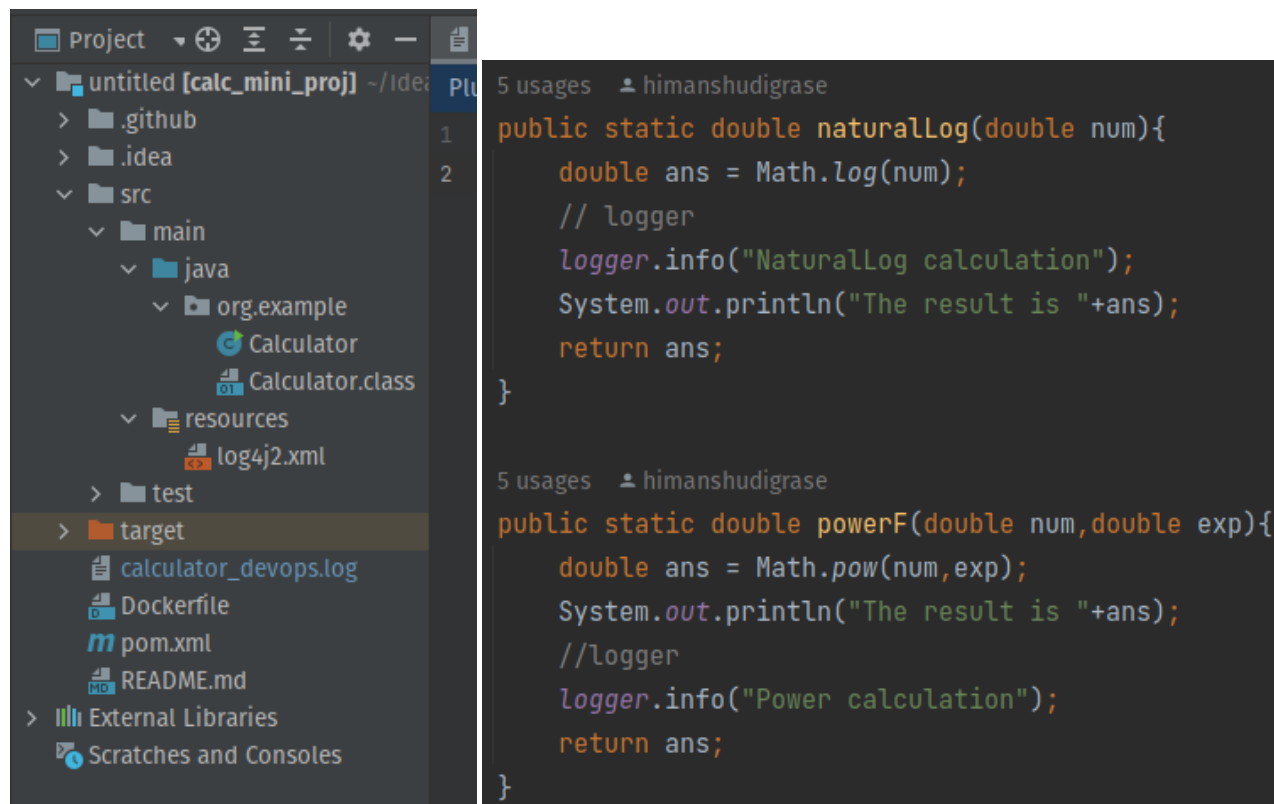 Project
untitled [calc_mini_proj] ~/Idea
.github
.idea
src
main
java
org.example
Calculator
Calculator.class
resources
log4j2.xml
test
target
calculator_devops.log
Dockerfile
pom.xml
README.md
External Libraries
Scratches and Consoles
Plu
1
2
5 usages himanshudigrase
public static double naturalLog(double num){
double ans = Math.log(num);
// logger
logger.info("NaturalLog calculation");
System.out.println("The result is "+ans);
return ans;
}
5 usages himanshudigrase
public static double powerF(double num,double exp){
double ans = Math.pow(num,exp);
System.out.println("The result is "+ans);
//logger
logger.info("Power calculation");
return ans;
}